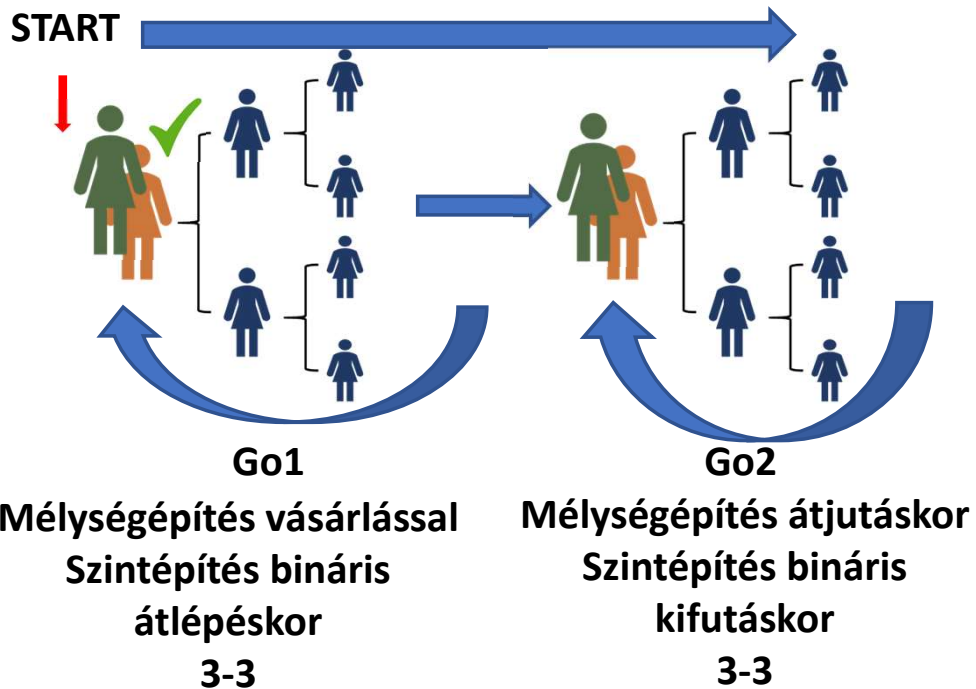 START
Go1
Mélységépítés vásárlással
Szintépítés bináris
átlépéskor
3-3
Go2
Mélységépítés átjutáskor
Szintépítés bináris
kifutáskor
3-3